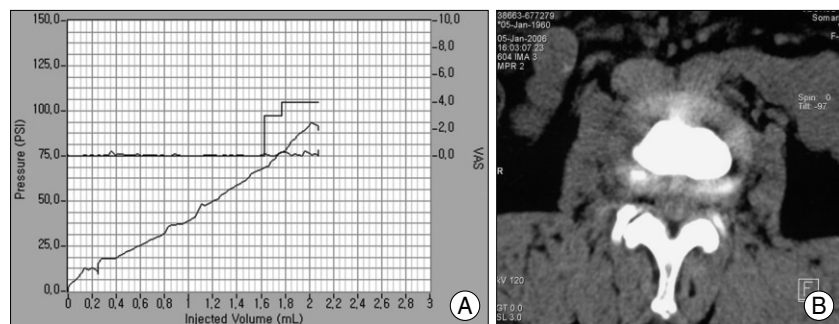 150,0
125,0
100,0
75,0
50,0
25,0
0,0
Pressure (PSI)
10,0
8,0
6,0
4,0
2,0
0,0
VAS
0 0,2 0,4 0,6 0,8 1 1,2 1,4 1,6 1,8 2 2,2 2,4 2,6 2,8 3
Injected Volume (mL)
A
38663-677279
*05-Jan-1960
05-Jan-2006
16:03:07.23
604 IMA 3
MPR 2
Somar
F-
Spin: 0
Tilt: -97
R
kV 120
GT 0.0
SL 3.0
F
B